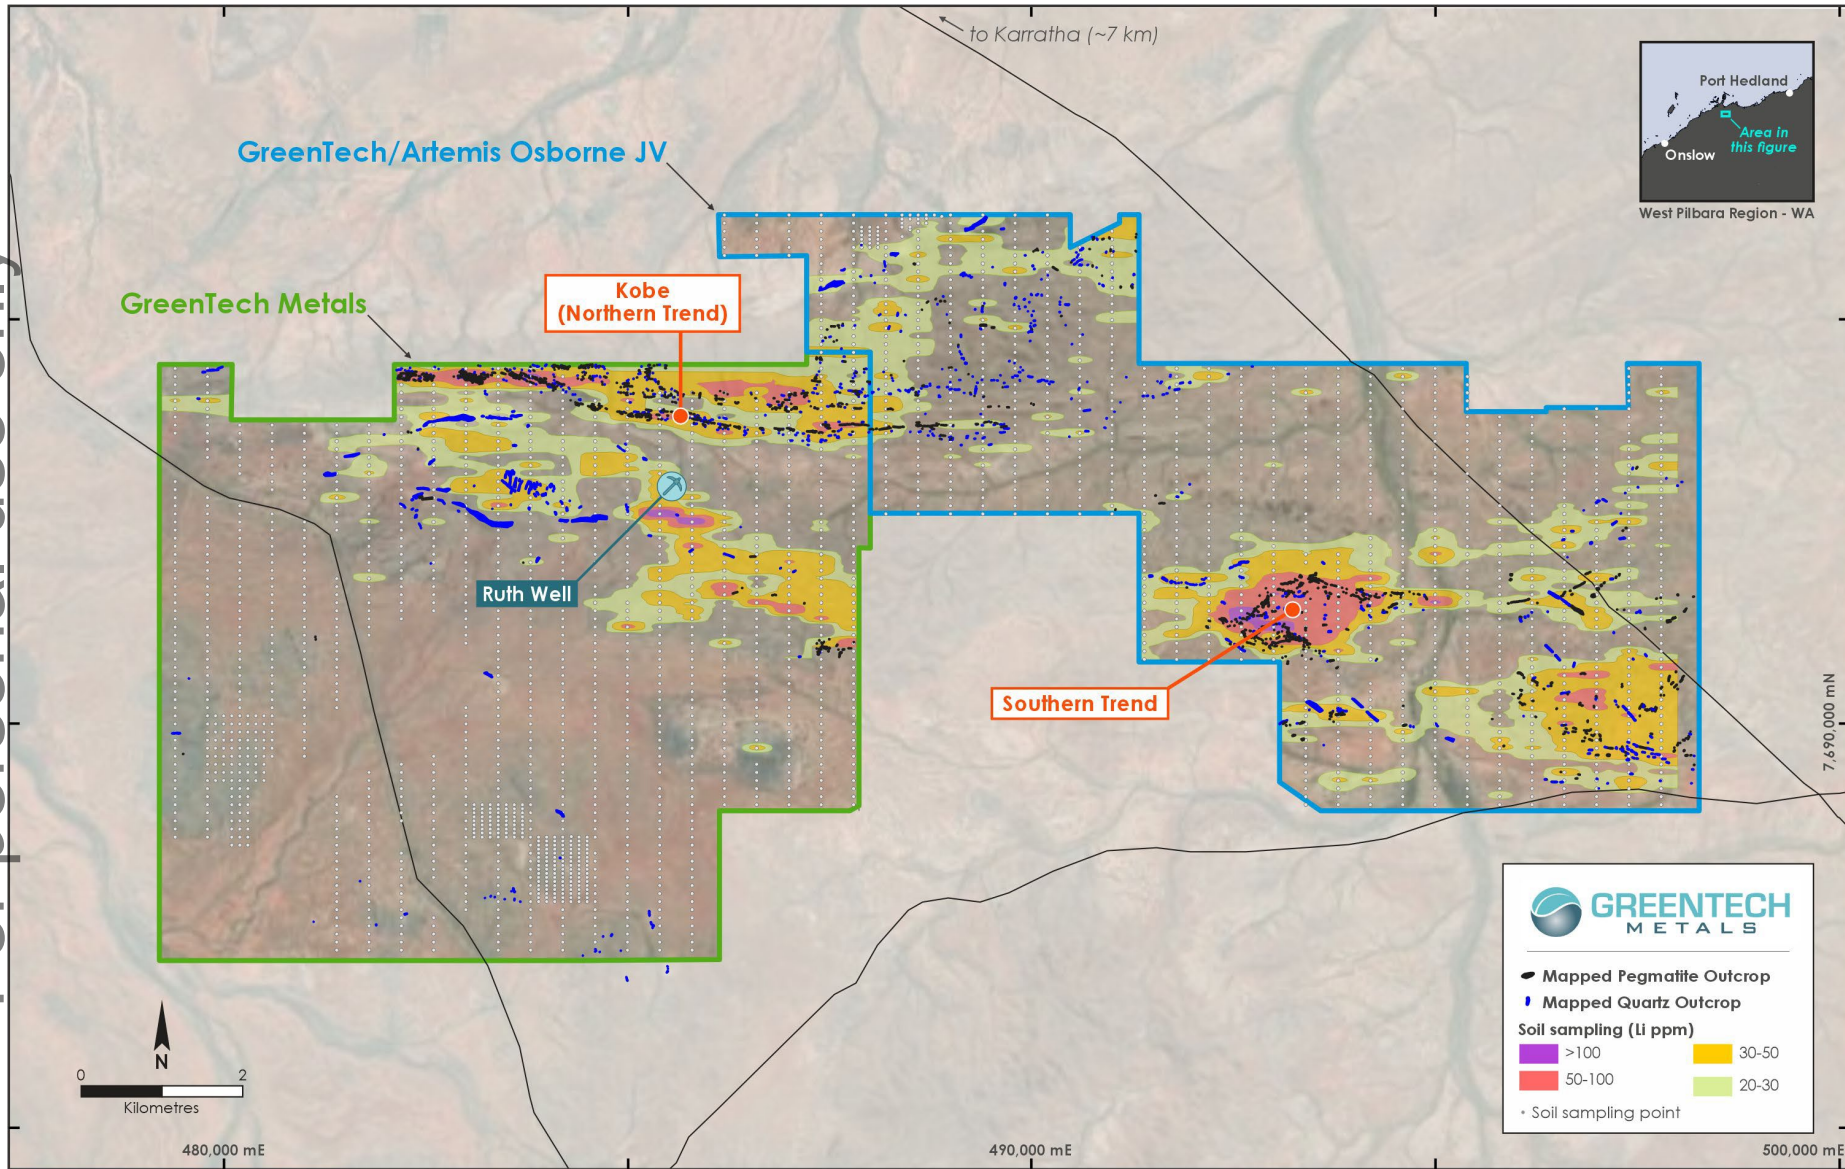 to Karratha (~7 km)
Port Hedland
Area in
this figure
Onslow
West Pilbara Region - WA
GreenTech/Artemis Osborne JV
GreenTech Metals
Kobe
(Northern Trend)
Ruth Well
Southern Trend
7,690,000 mN
GREENTECH
METALS
Mapped Pegmatite Outcrop
Mapped Quartz Outcrop
Soil sampling (Li ppm)
>100
30-50
50-100
20-30
Soil sampling point
N
0 2
Kilometres
480,000 mE
490,000 mE
500,000 mE